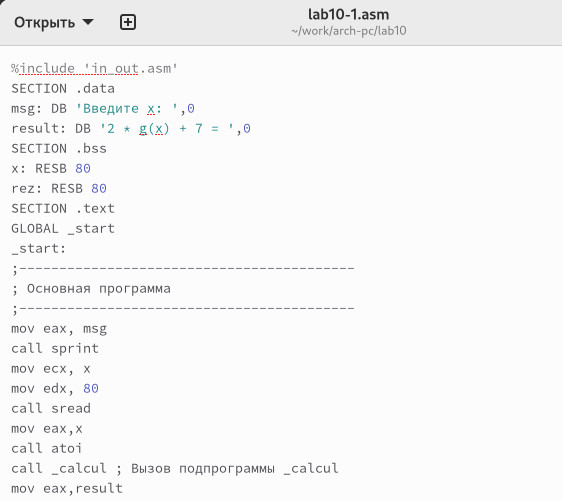 Открыть
lab10-1.asm
~/work/arch-pc/lab10
%include 'in_out.asm'
SECTION .data
msg: DB 'Введите x: ',0
result: DB '2 * g(x) + 7 = ',0
SECTION .bss
x: RESB 80
rez: RESB 80
SECTION .text
GLOBAL _start
_start:
;------------------------------------------
; Основная программа
;------------------------------------------
mov eax, msg
call sprint
mov ecx, x
mov edx, 80
call sread
mov eax,x
call atoi
call _calcul ; Вызов подпрограммы _calcul
mov eax,result